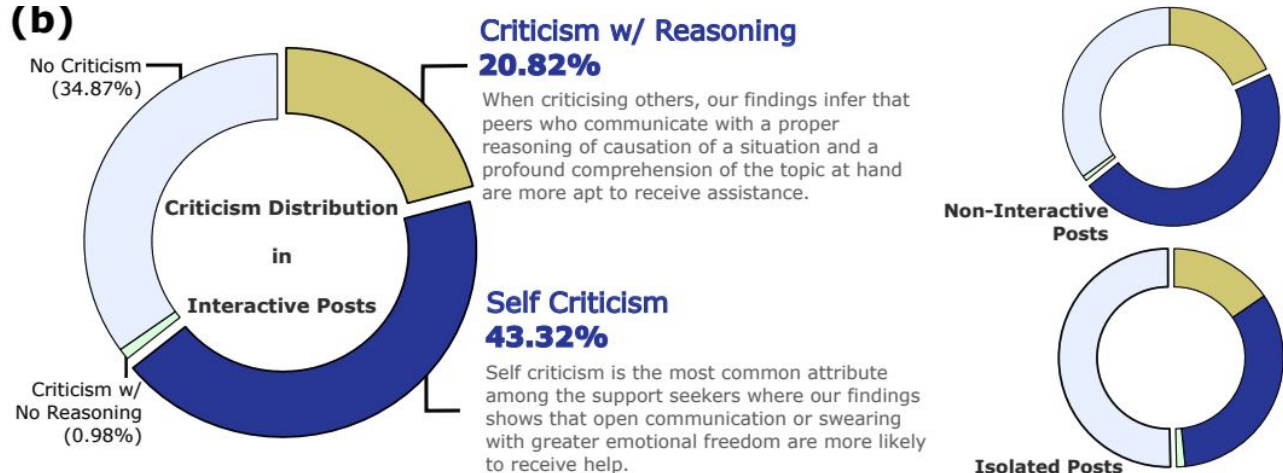 (b)
No Criticism
(34.87%)
Criticism w/ Reasoning
20.82%
When criticising others, our findings infer that
peers who communicate with a proper
reasoning of causation of a situation and a
profound comprehension of the topic at hand
are more apt to receive assistance.
Criticism Distribution
in
Interactive Posts
Self Criticism
43.32%
Self criticism is the most common attribute
among the support seekers where our findings
shows that open communication or swearing
with greater emotional freedom are more likely
to receive help.
Criticism w/
No Reasoning
(0.98%)
Non-Interactive
Posts
Isolated Posts